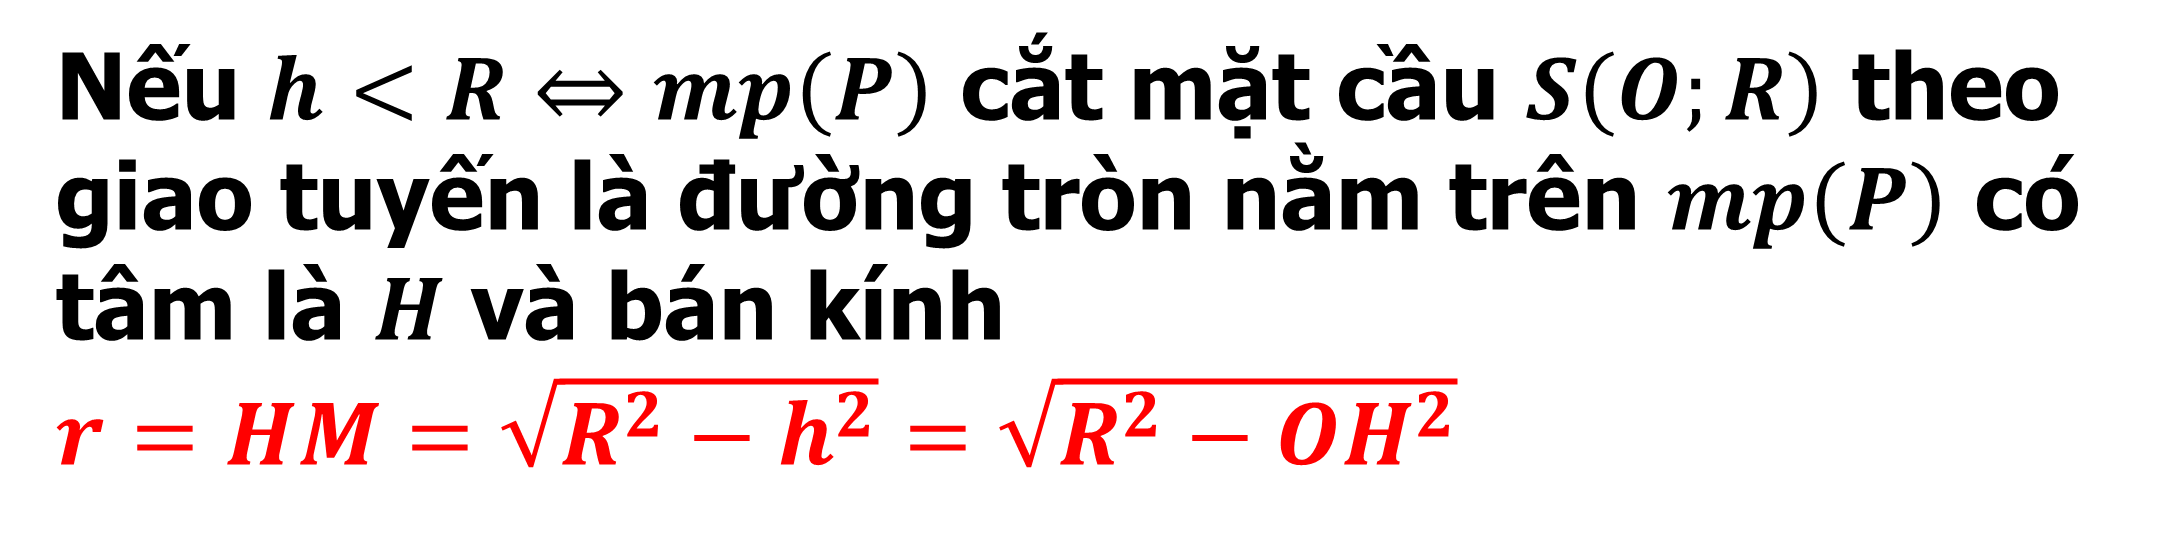 Nếu h < R ⇔ mp(P) cắt mặt cầu S(O; R) theo
giao tuyến là đường tròn nằm trên mp(P) có
tâm là H và bán kính
r = HM = √(R² − h²) = √(R² − OH²)